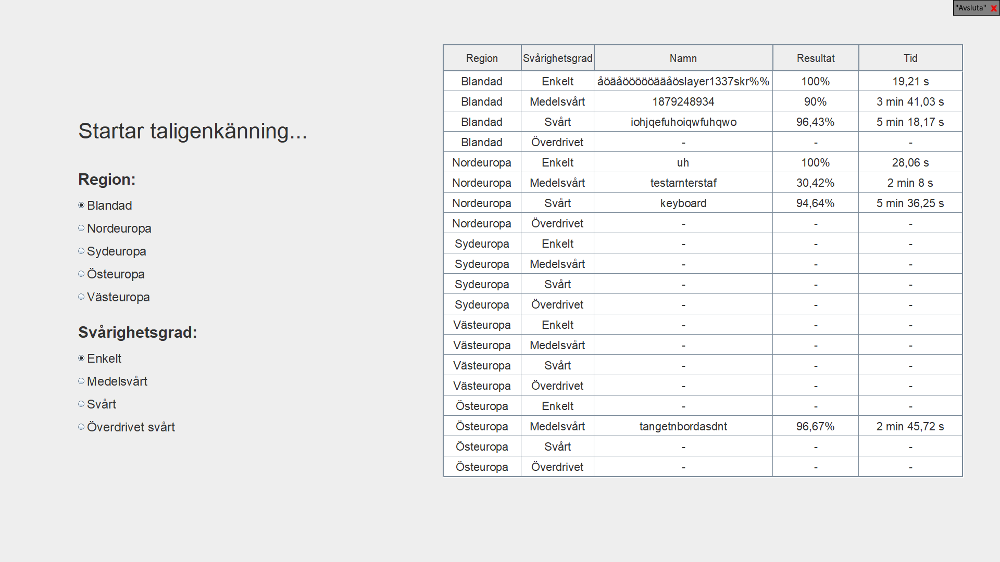 "Avsluta" X
Startar taligenkänning...
Region:
Blandad
Nordeuropa
Sydeuropa
Östeuropa
Västeuropa
Svårighetsgrad:
Enkelt
Medelsvårt
Svårt
Överdrivet svårt
Region Svårighetsgrad Namn Resultat Tid
Blandad Enkelt åöäåöööööäääåöslayer1337skr%% 100% 19,21 s
Blandad Medelsvårt 1879248934 90% 3 min 41,03 s
Blandad Svårt iohjqefuhoiqwfuhqwo 96,43% 5 min 18,17 s
Blandad Överdrivet - - -
Nordeuropa Enkelt uh 100% 28,06 s
Nordeuropa Medelsvårt testarnterstaf 30,42% 2 min 8 s
Nordeuropa Svårt keyboard 94,64% 5 min 36,25 s
Nordeuropa Överdrivet - - -
Sydeuropa Enkelt - - -
Sydeuropa Medelsvårt - - -
Sydeuropa Svårt - - -
Sydeuropa Överdrivet - - -
Västeuropa Enkelt - - -
Västeuropa Medelsvårt - - -
Västeuropa Svårt - - -
Västeuropa Överdrivet - - -
Östeuropa Enkelt - - -
Östeuropa Medelsvårt tangetnbordasdnt 96,67% 2 min 45,72 s
Östeuropa Svårt - - -
Östeuropa Överdrivet - - -